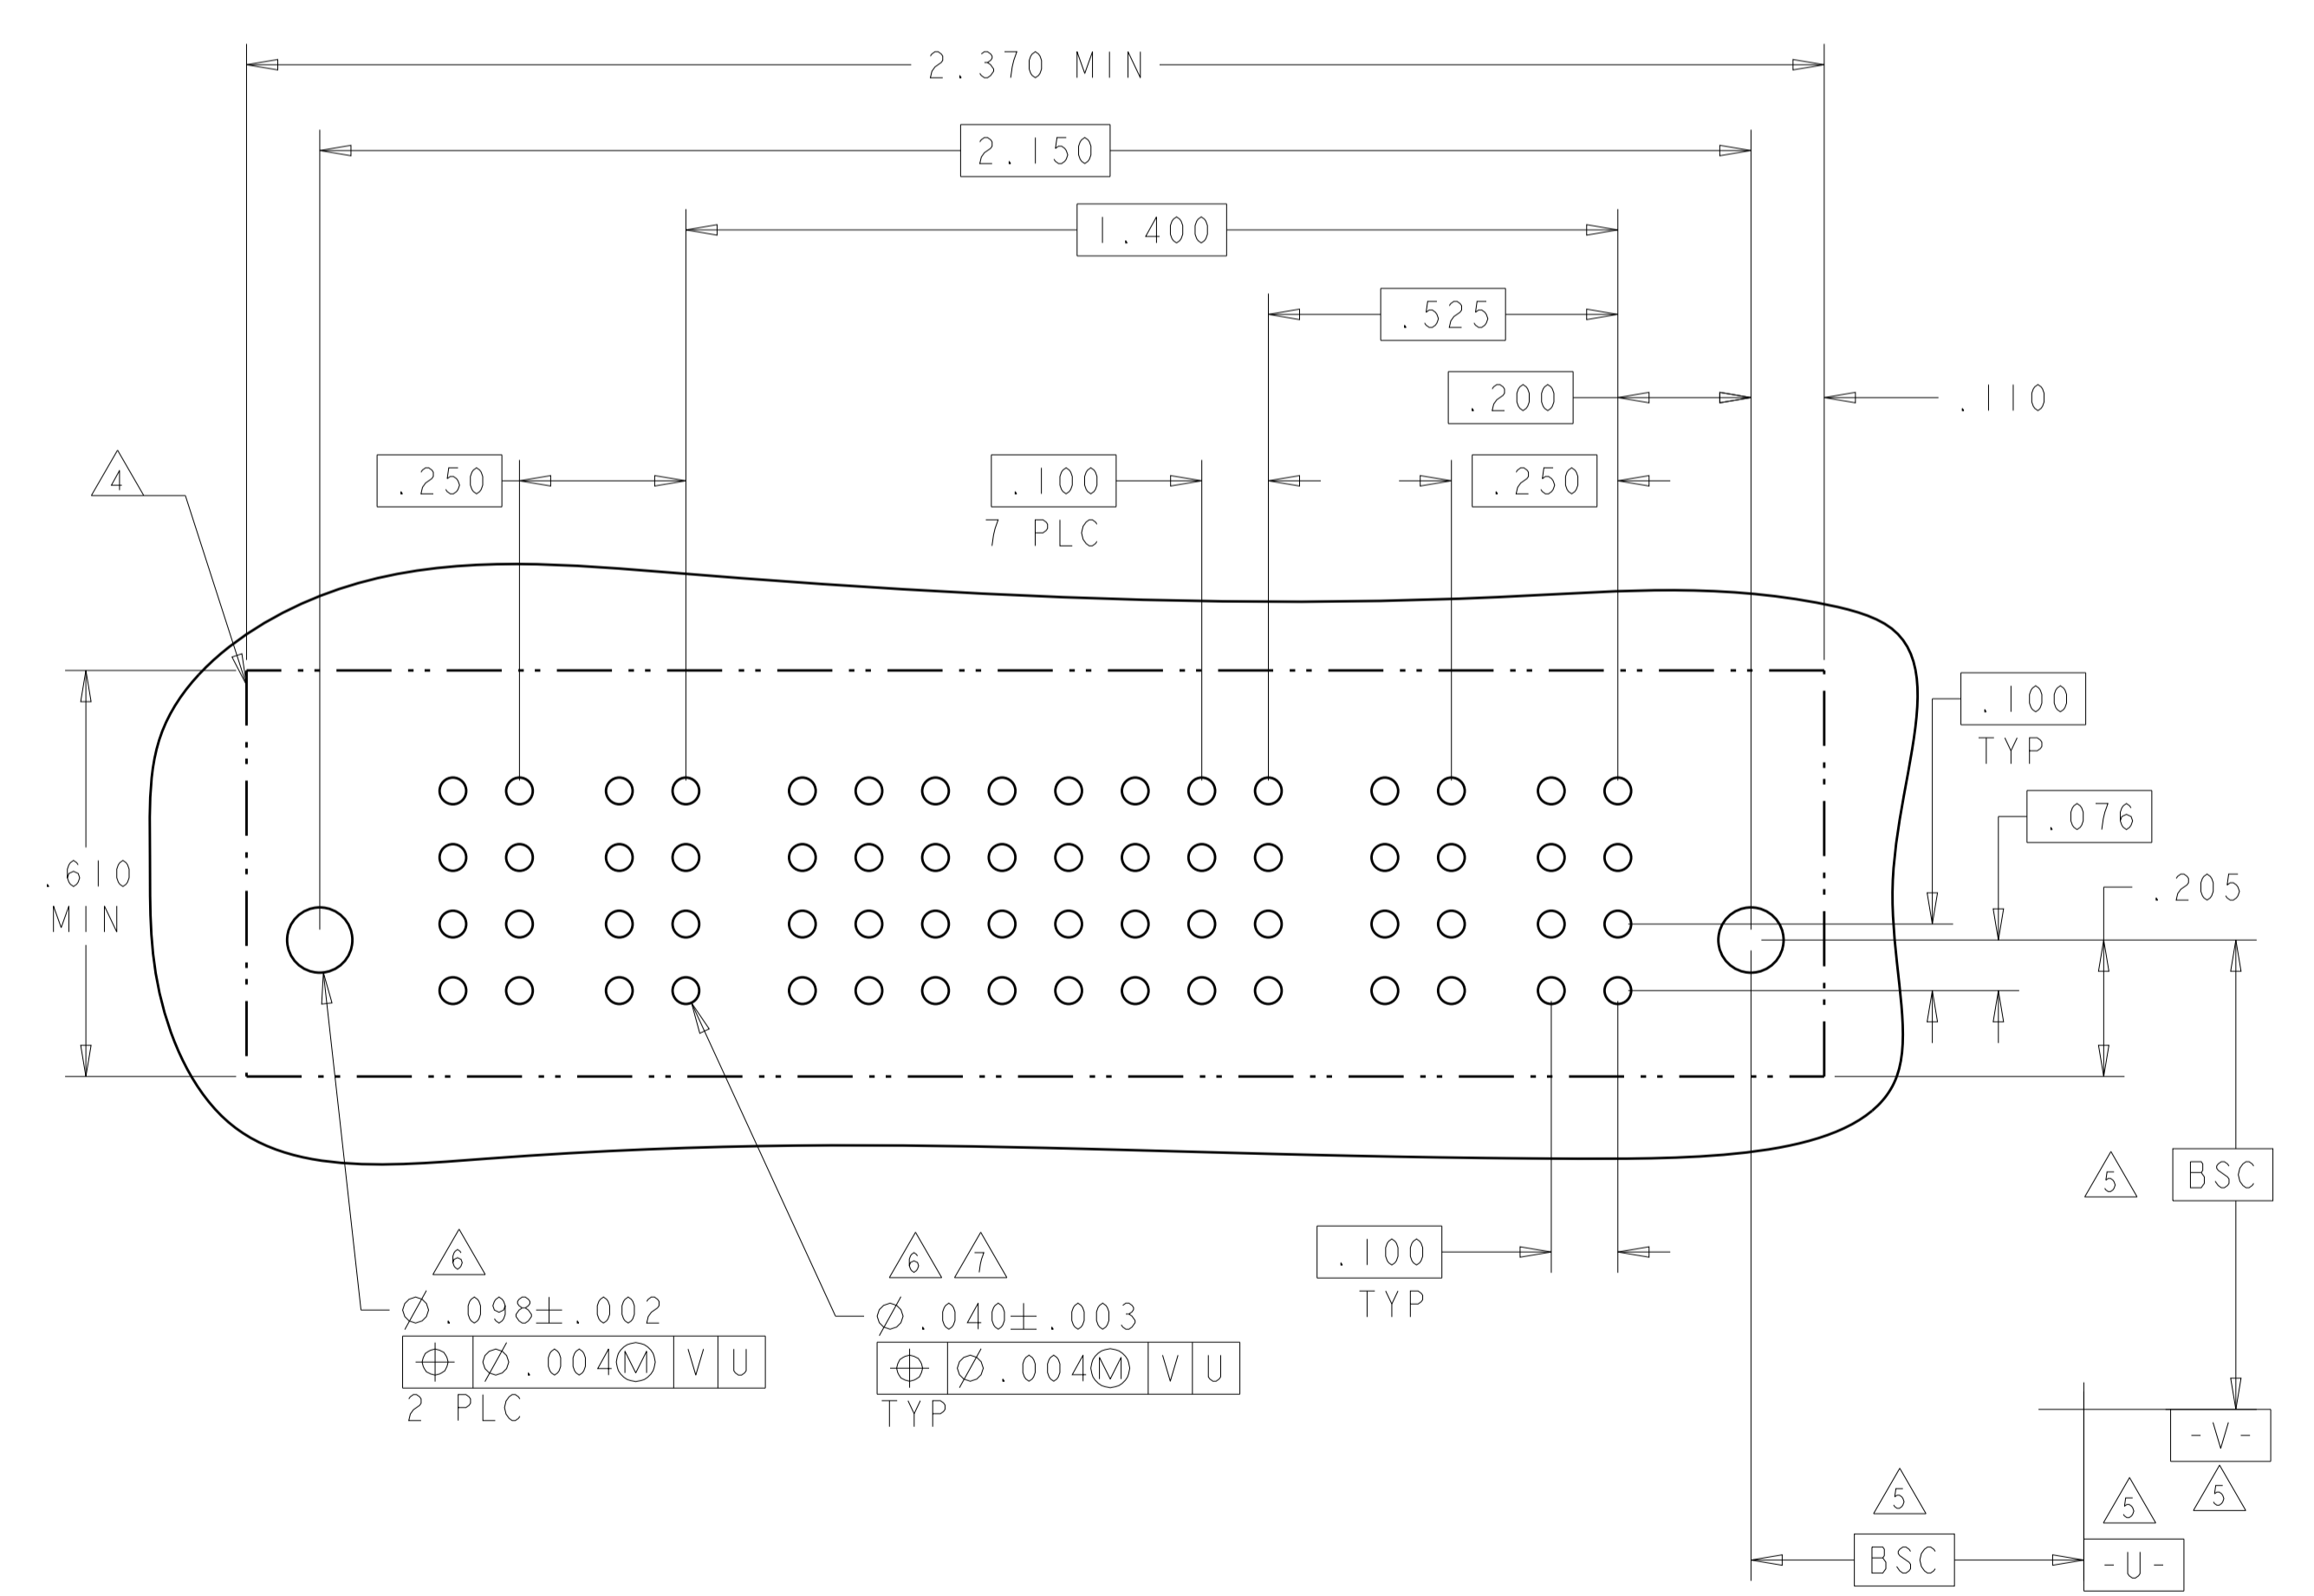 2.370 MIN
2.150
1.400
.525
.200
.110
4
.250
.100
7 PLC
.250
.100
TYP
.076
.610
MIN
.205
5
BSC
6
⌀.098±.002
⌖ ⌀.004Ⓜ V U
2 PLC
6 7
⌀.040±.003
⌖ ⌀.004Ⓜ V U
TYP
.100
TYP
-V-
5
5
5
BSC
-U-